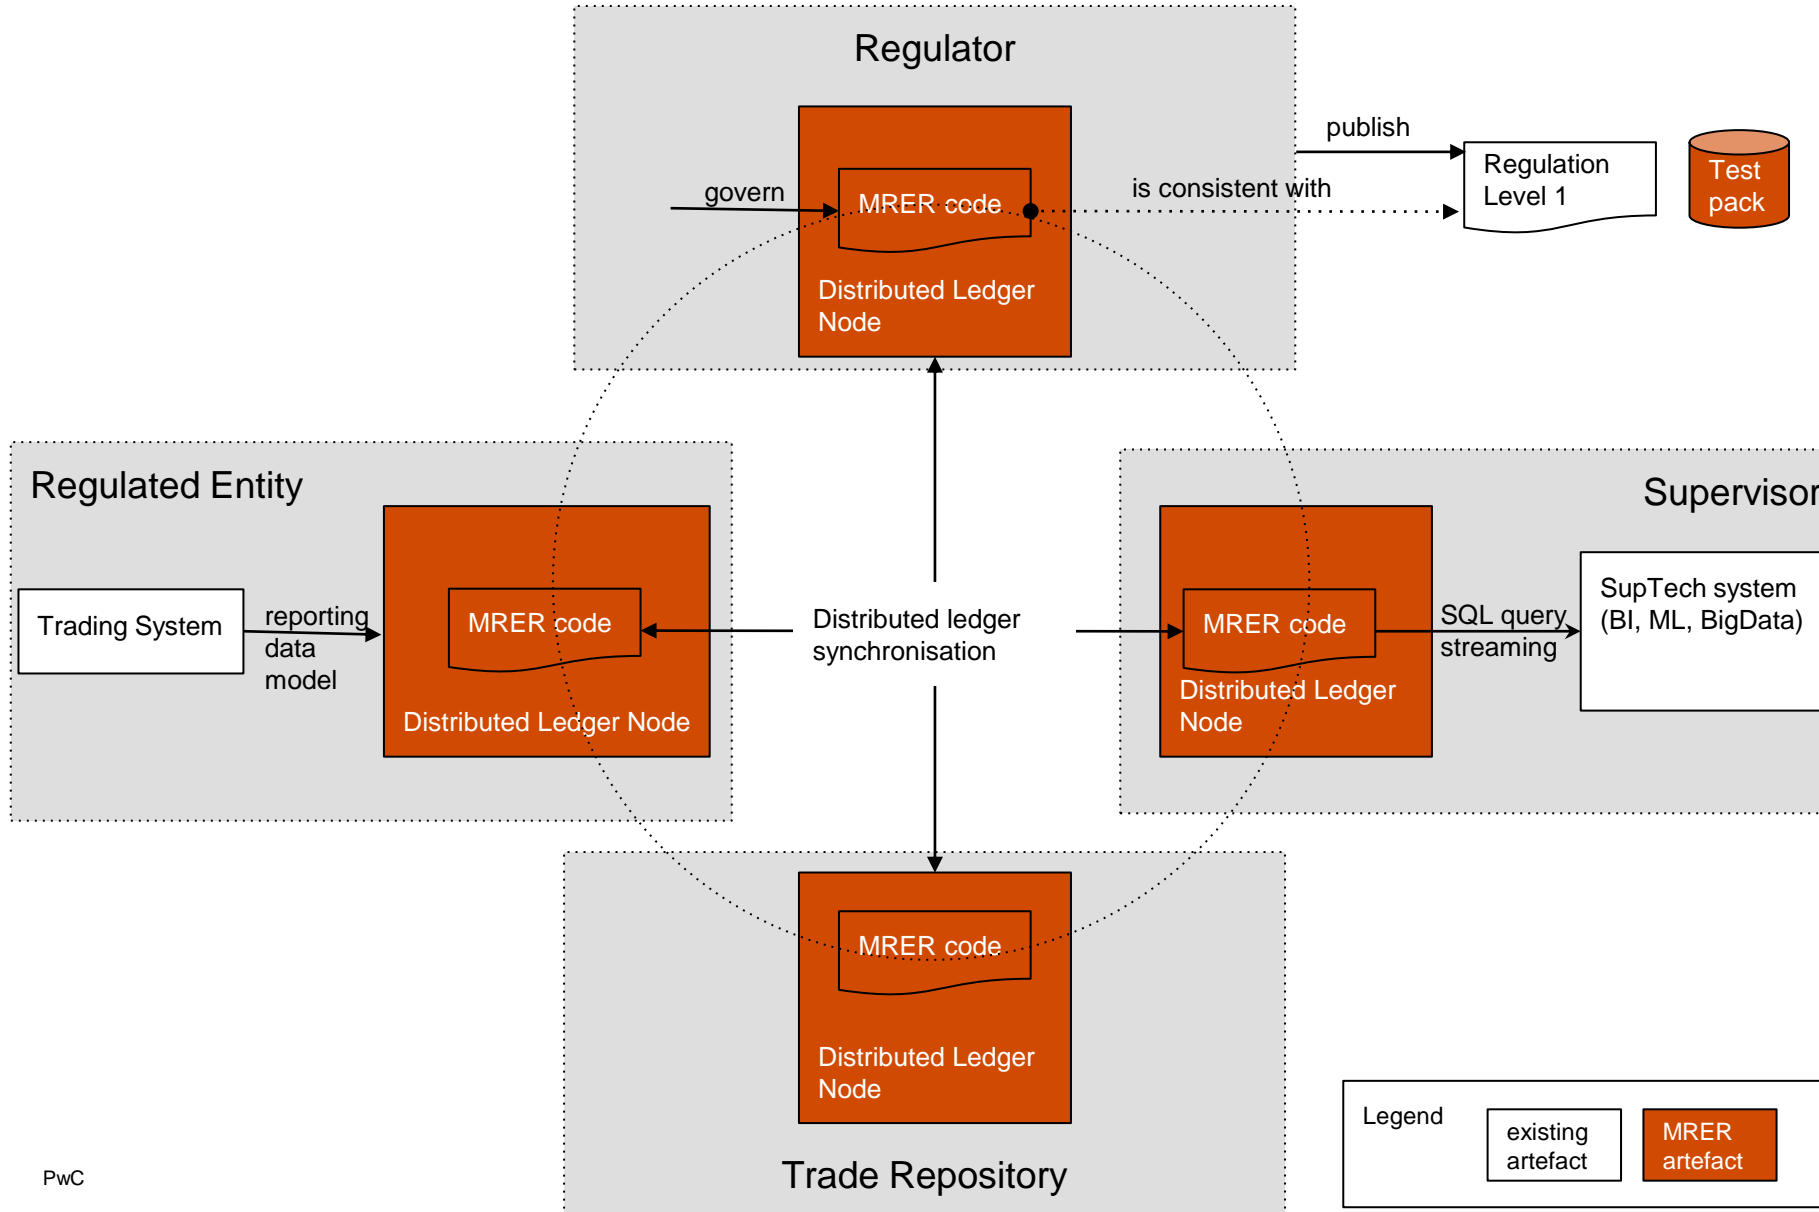 Regulator
publish
Regulation
Level 1
Test
pack
govern
MRER code
is consistent with
Distributed Ledger
Node
Regulated Entity
Supervisor
Trading System
reporting
data
model
MRER code
Distributed Ledger Node
Distributed ledger
synchronisation
MRER code
Distributed Ledger
Node
SQL query
streaming
SupTech system
(BI, ML, BigData)
MRER code
Distributed Ledger
Node
Trade Repository
Legend
existing
artefact
MRER
artefact
PwC